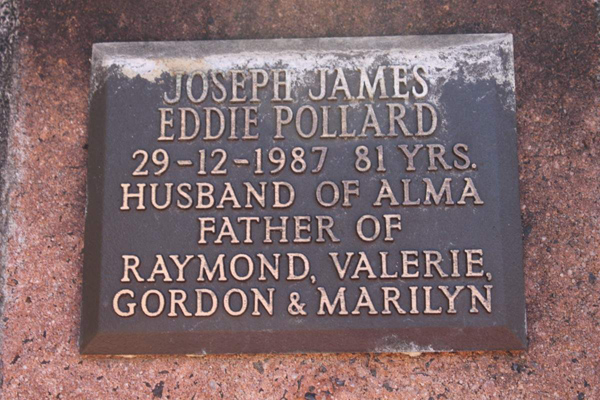 JOSEPH JAMES
EDDIE POLLARD
29-12-1987 81 YRS.
HUSBAND OF ALMA
FATHER OF
RAYMOND, VALERIE,
GORDON & MARILYN